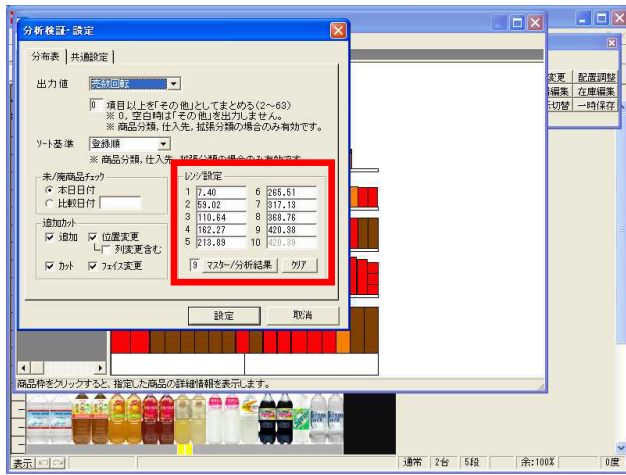 分析検証・設定
分布表
共通設定
出力値
売数回転
0 項目以上を「その他」としてまとめる(2～63)
※ 0, 空白時は「その他」を出力しません。
※ 商品分類, 仕入先, 拡張分類の場合のみ有効です。
ソート基準
登録順
※ 商品分類, 仕入先, 拡張分類の場合のみ有効です
未/廃商品チェック
本日日付
比較日付
追加カット
追加
位置変更
列変更含む
カット
フェイス変更
レンジ設定
1 7.40 6 265.51
2 59.02 7 317.13
3 110.64 8 368.76
4 162.27 9 420.38
5 213.89 10 420.39
9 マスター/分析結果 クリア
設定
取消
変更 配置調整
編集 在庫編集
切替 一時保存
商品枠をクリックすると、指定した商品の詳細情報を表示します。
表示
通常 2台 5段 余:100% 0度